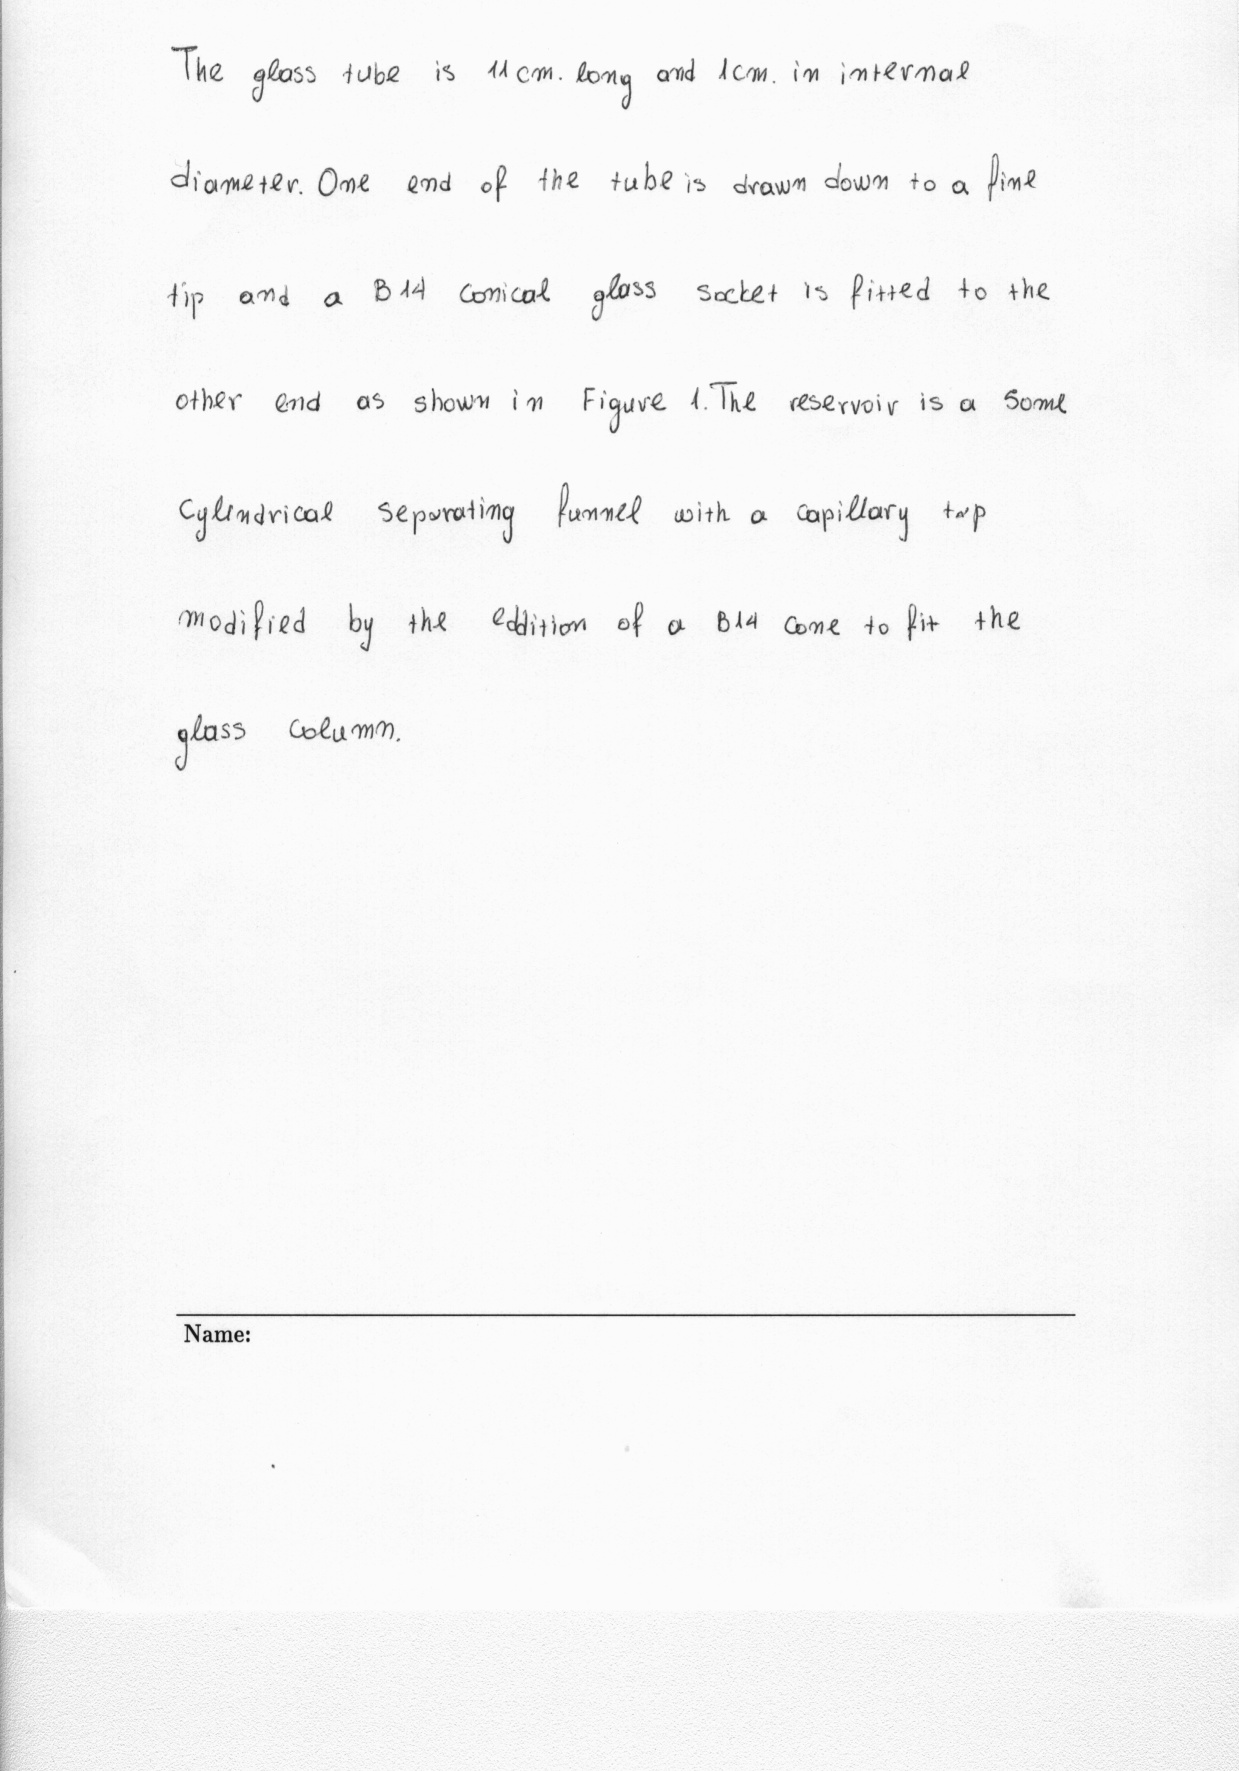 The glass tube is 11 cm. long and 1 cm. in internal
diameter. One end of the tube is drawn down to a fine
tip and a B14 conical glass socket is fitted to the
other end as shown in Figure 1. The reservoir is a Some
Cylindrical separating funnel with a capillary tap
modified by the eddition of a B14 cone to fit the
glass column.
Name: